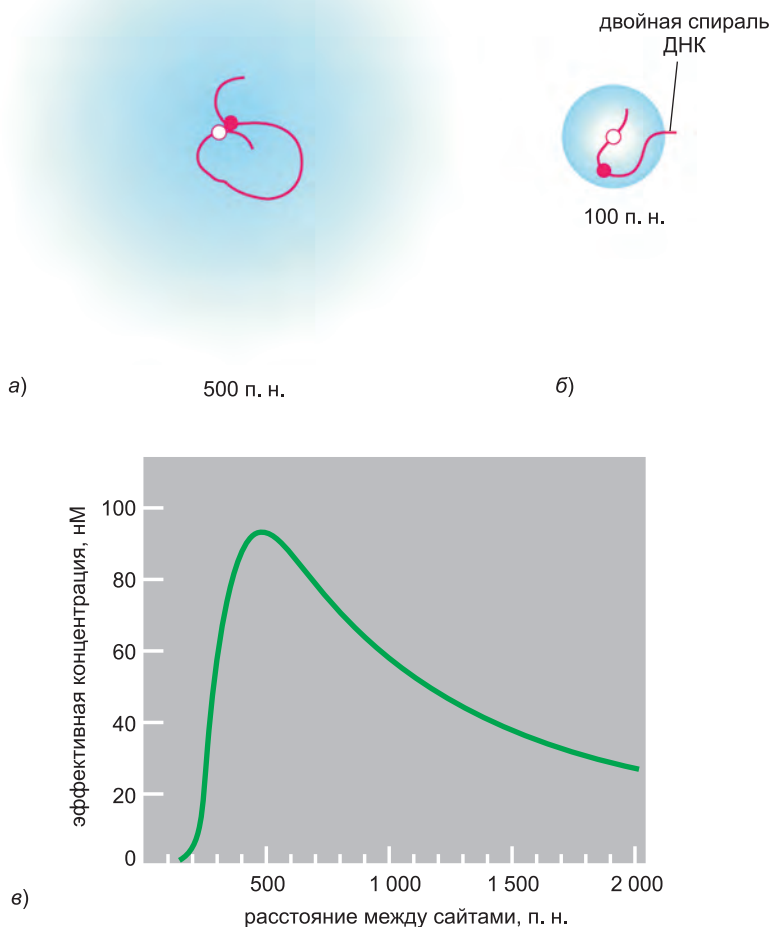 двойная спираль
ДНК
100 п. н.
а)
500 п. н.
б)
эффективная концентрация, нМ
100
80
60
40
20
0
500
1 000
1 500
2 000
в)
расстояние между сайтами, п. н.